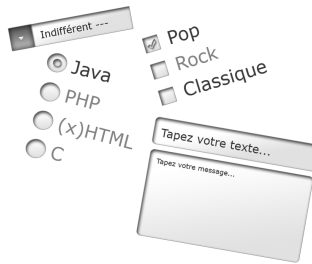 Indifférent ---
Java
PHP
(x)HTML
C
Pop
Rock
Classique
Tapez votre texte...
Tapez votre message...